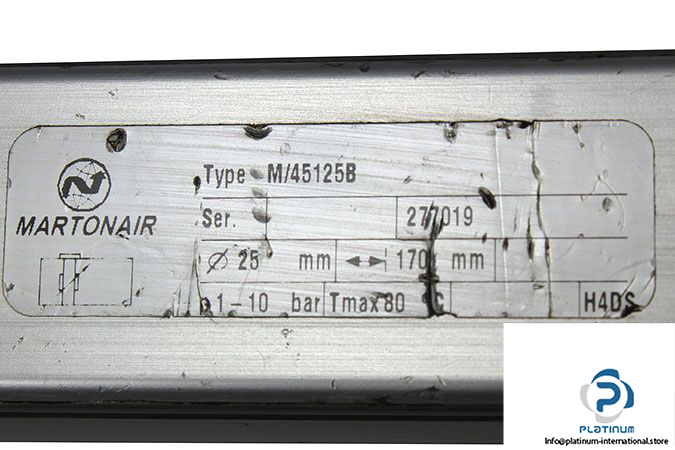 MARTONAIR
Type M/45125B
Ser. 277019
Ø 25 mm 170 mm
1-10 bar Tmax 80 °C H4DS
PLATINUM
Info@platinum-international.store